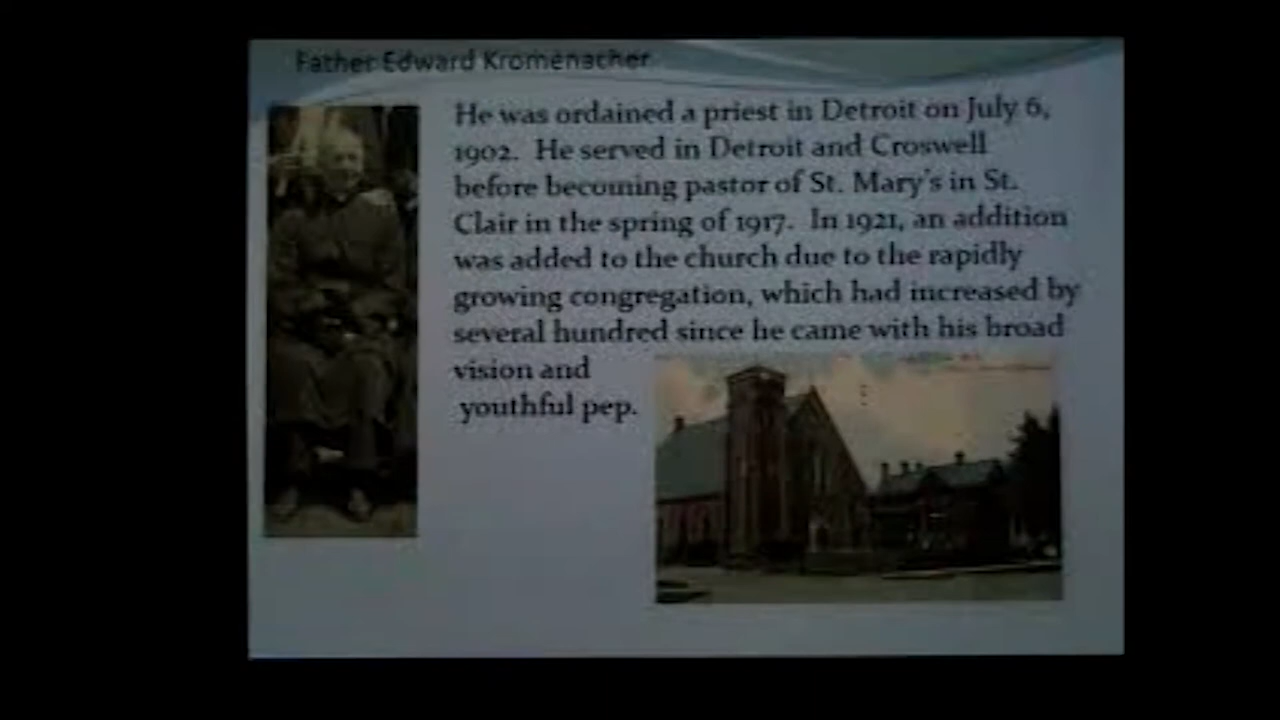 Father Edward Kromenacher
He was ordained a priest in Detroit on July 6,
1902. He served in Detroit and Croswell
before becoming pastor of St. Mary's in St.
Clair in the spring of 1917. In 1921, an addition
was added to the church due to the rapidly
growing congregation, which had increased by
several hundred since he came with his broad
vision and
youthful pep.